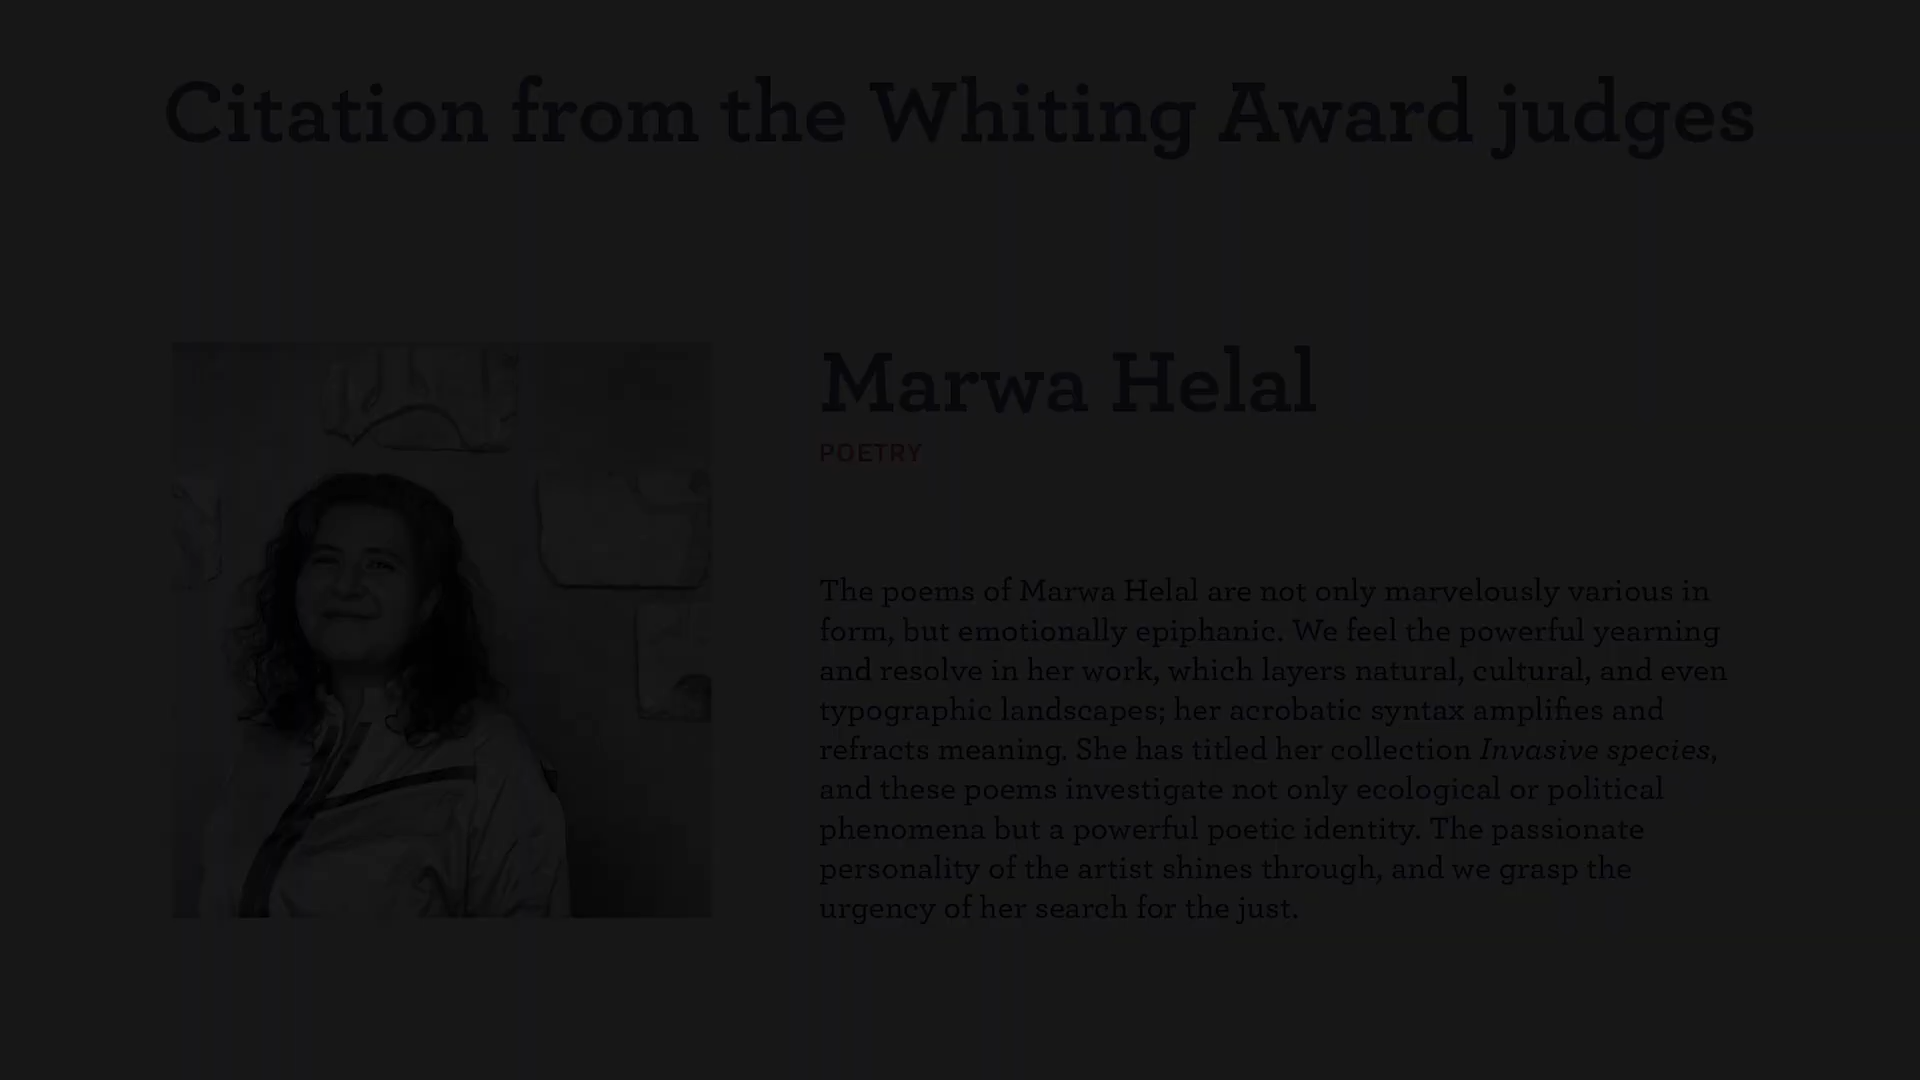 Citation from the Whiting Award judges
Marwa Helal
POETRY
The poems of Marwa Helal are not only marvelously various in
form, but emotionally epiphanic. We feel the powerful yearning
and resolve in her work, which layers natural, cultural, and even
typographic landscapes; her acrobatic syntax amplifies and
refracts meaning. She has titled her collection Invasive species,
and these poems investigate not only ecological or political
phenomena but a powerful poetic identity. The passionate
personality of the artist shines through, and we grasp the
urgency of her search for the just.